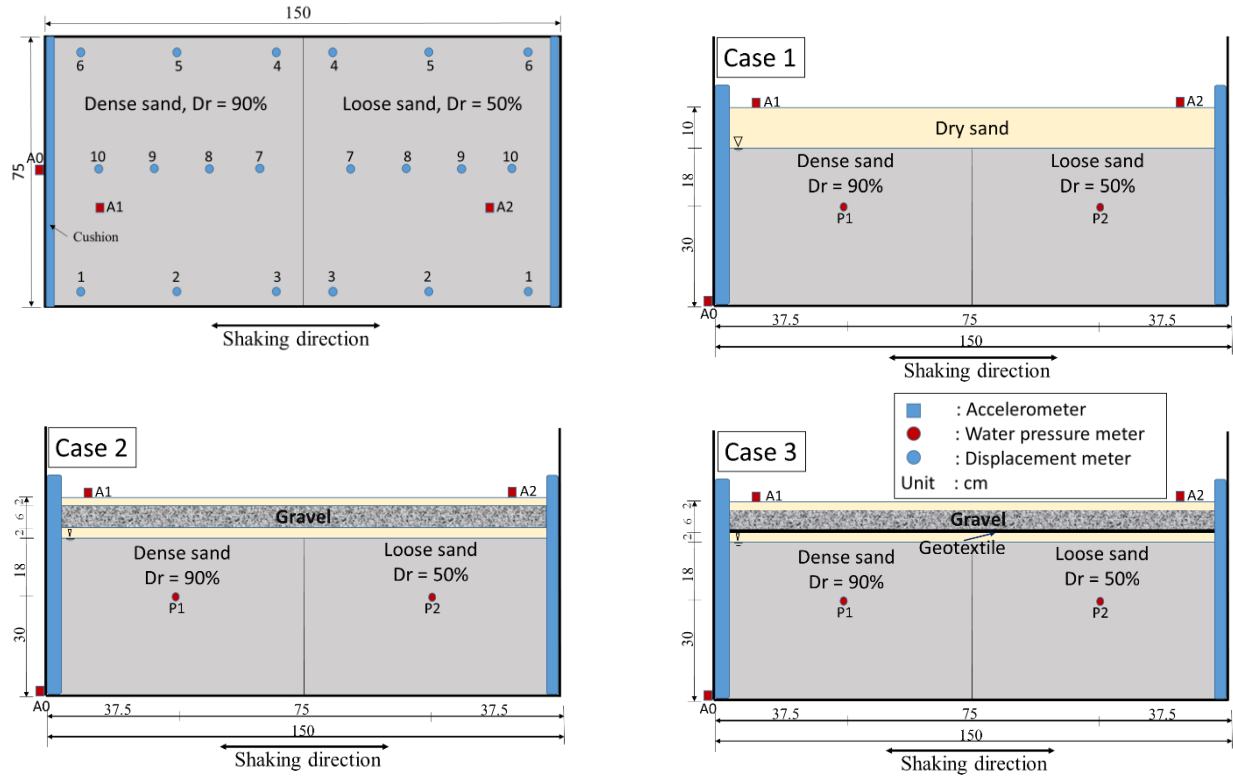 150
6 5 4 4 5 6
Dense sand, Dr = 90%
Loose sand, Dr = 50%
75
A0
10 9 8 7 7 8 9 10
A1
A2
Cushion
1 2 3 3 2 1
Shaking direction
Case 1
A1
A2
10
Dry sand
18
Dense sand
Dr = 90%
Loose sand
Dr = 50%
P1
P2
30
A0
37.5
75
37.5
150
Shaking direction
Case 2
A1
A2
2
6
2
Gravel
18
Dense sand
Dr = 90%
Loose sand
Dr = 50%
P1
P2
30
A0
37.5
75
37.5
150
Shaking direction
: Accelerometer
: Water pressure meter
: Displacement meter
Unit : cm
Case 3
A1
A2
2
6
2
Gravel
Geotextile
18
Dense sand
Dr = 90%
Loose sand
Dr = 50%
P1
P2
30
A0
37.5
75
37.5
150
Shaking direction